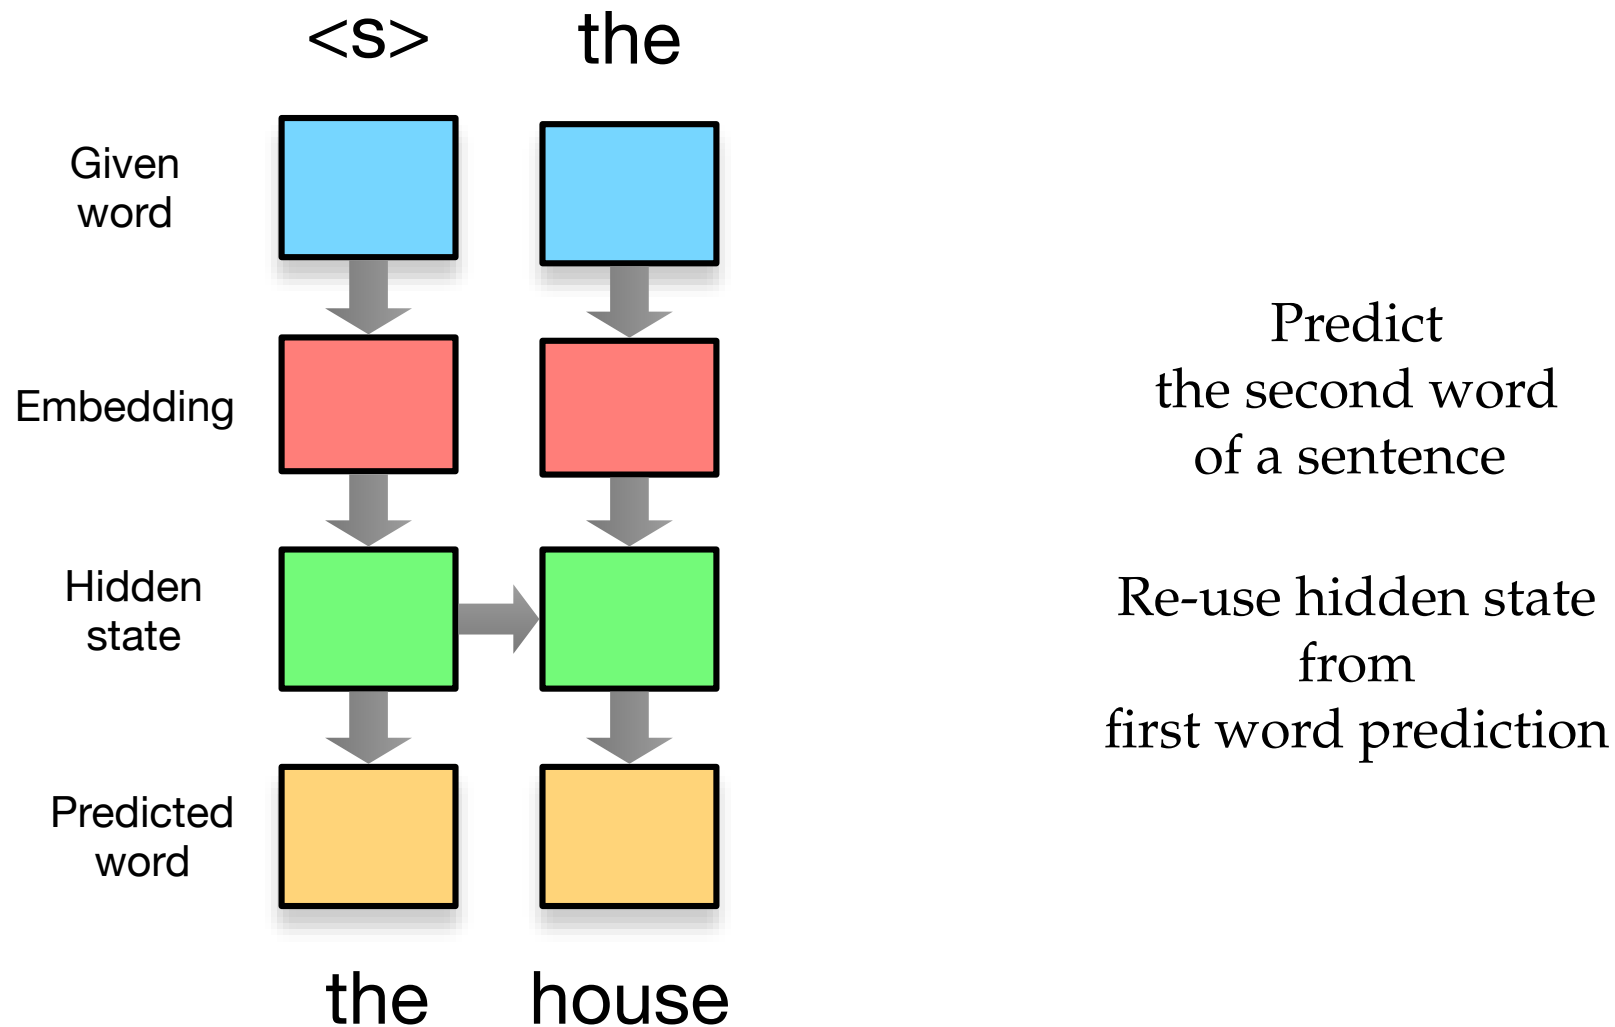 <s> the
Given
word
Embedding
Hidden
state
Predicted
word
the house
Predict
the second word
of a sentence
Re-use hidden state
from
first word prediction